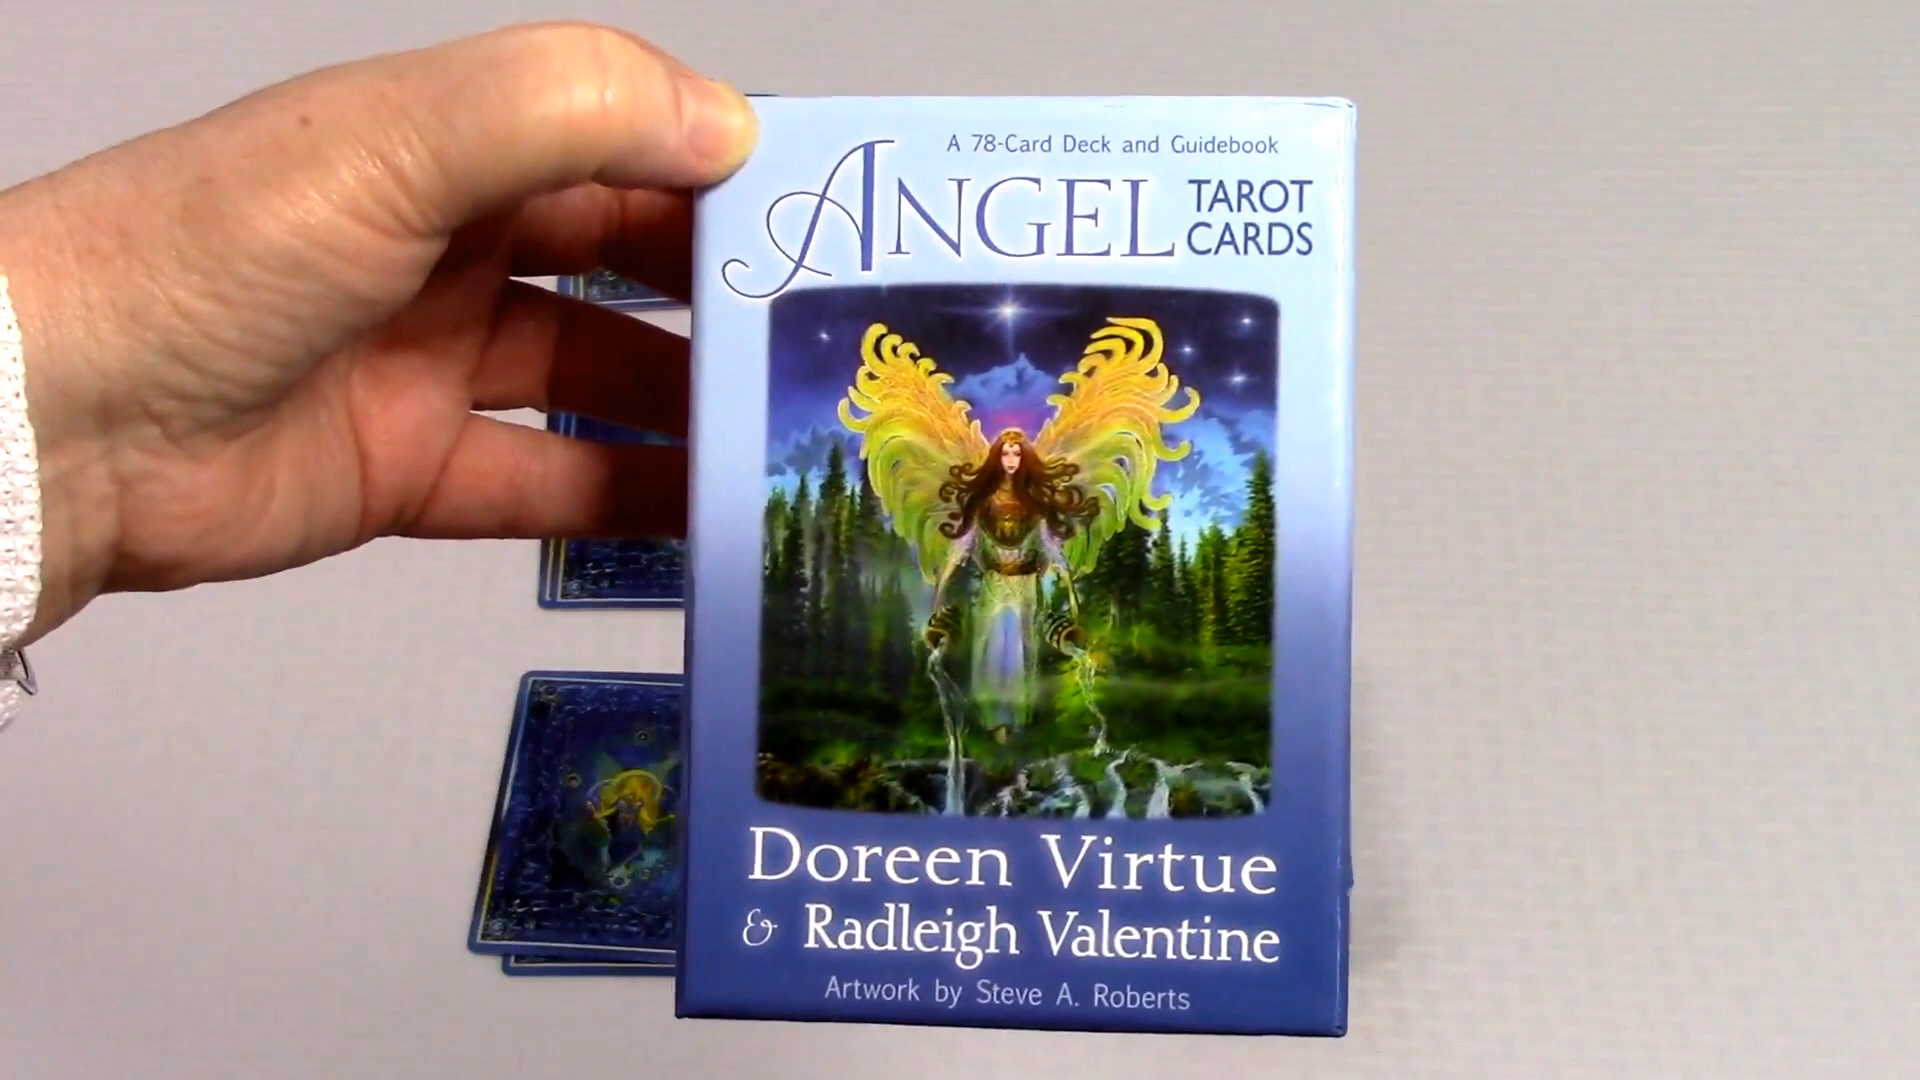 A 78-Card Deck and Guidebook
ANGEL TAROT CARDS
Doreen Virtue
& Radleigh Valentine
Artwork by Steve A. Roberts